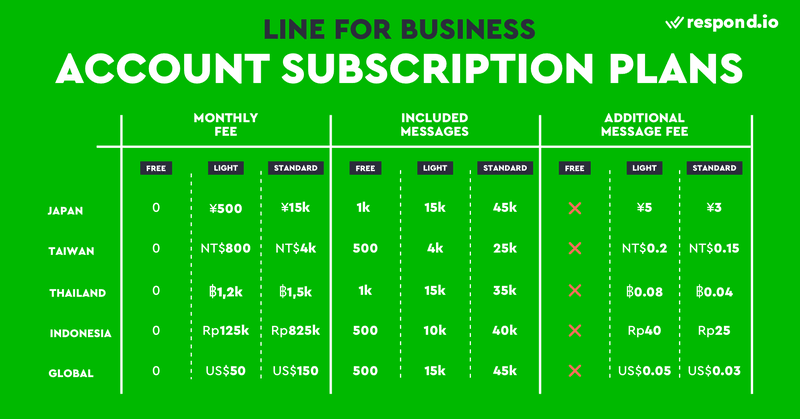 LINE FOR BUSINESS
respond.io
ACCOUNT SUBSCRIPTION PLANS
MONTHLY FEE INCLUDED MESSAGES ADDITIONAL MESSAGE FEE
FREE LIGHT STANDARD FREE LIGHT STANDARD FREE LIGHT STANDARD
JAPAN 0 ¥500 ¥15k 1k 15k 45k ✕ ¥5 ¥3
TAIWAN 0 NT$800 NT$4k 500 4k 25k ✕ NT$0.2 NT$0.15
THAILAND 0 ฿1,2k ฿1,5k 1k 15k 35k ✕ ฿0.08 ฿0.04
INDONESIA 0 Rp125k Rp825k 500 10k 40k ✕ Rp40 Rp25
GLOBAL 0 US$50 US$150 500 15k 45k ✕ US$0.05 US$0.03